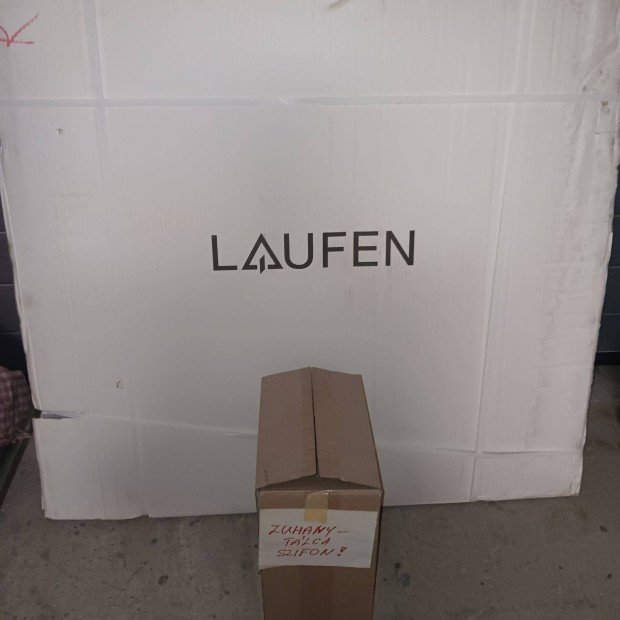 LAUFEN
ZUHANY-
TÁLCA
SZIFON!